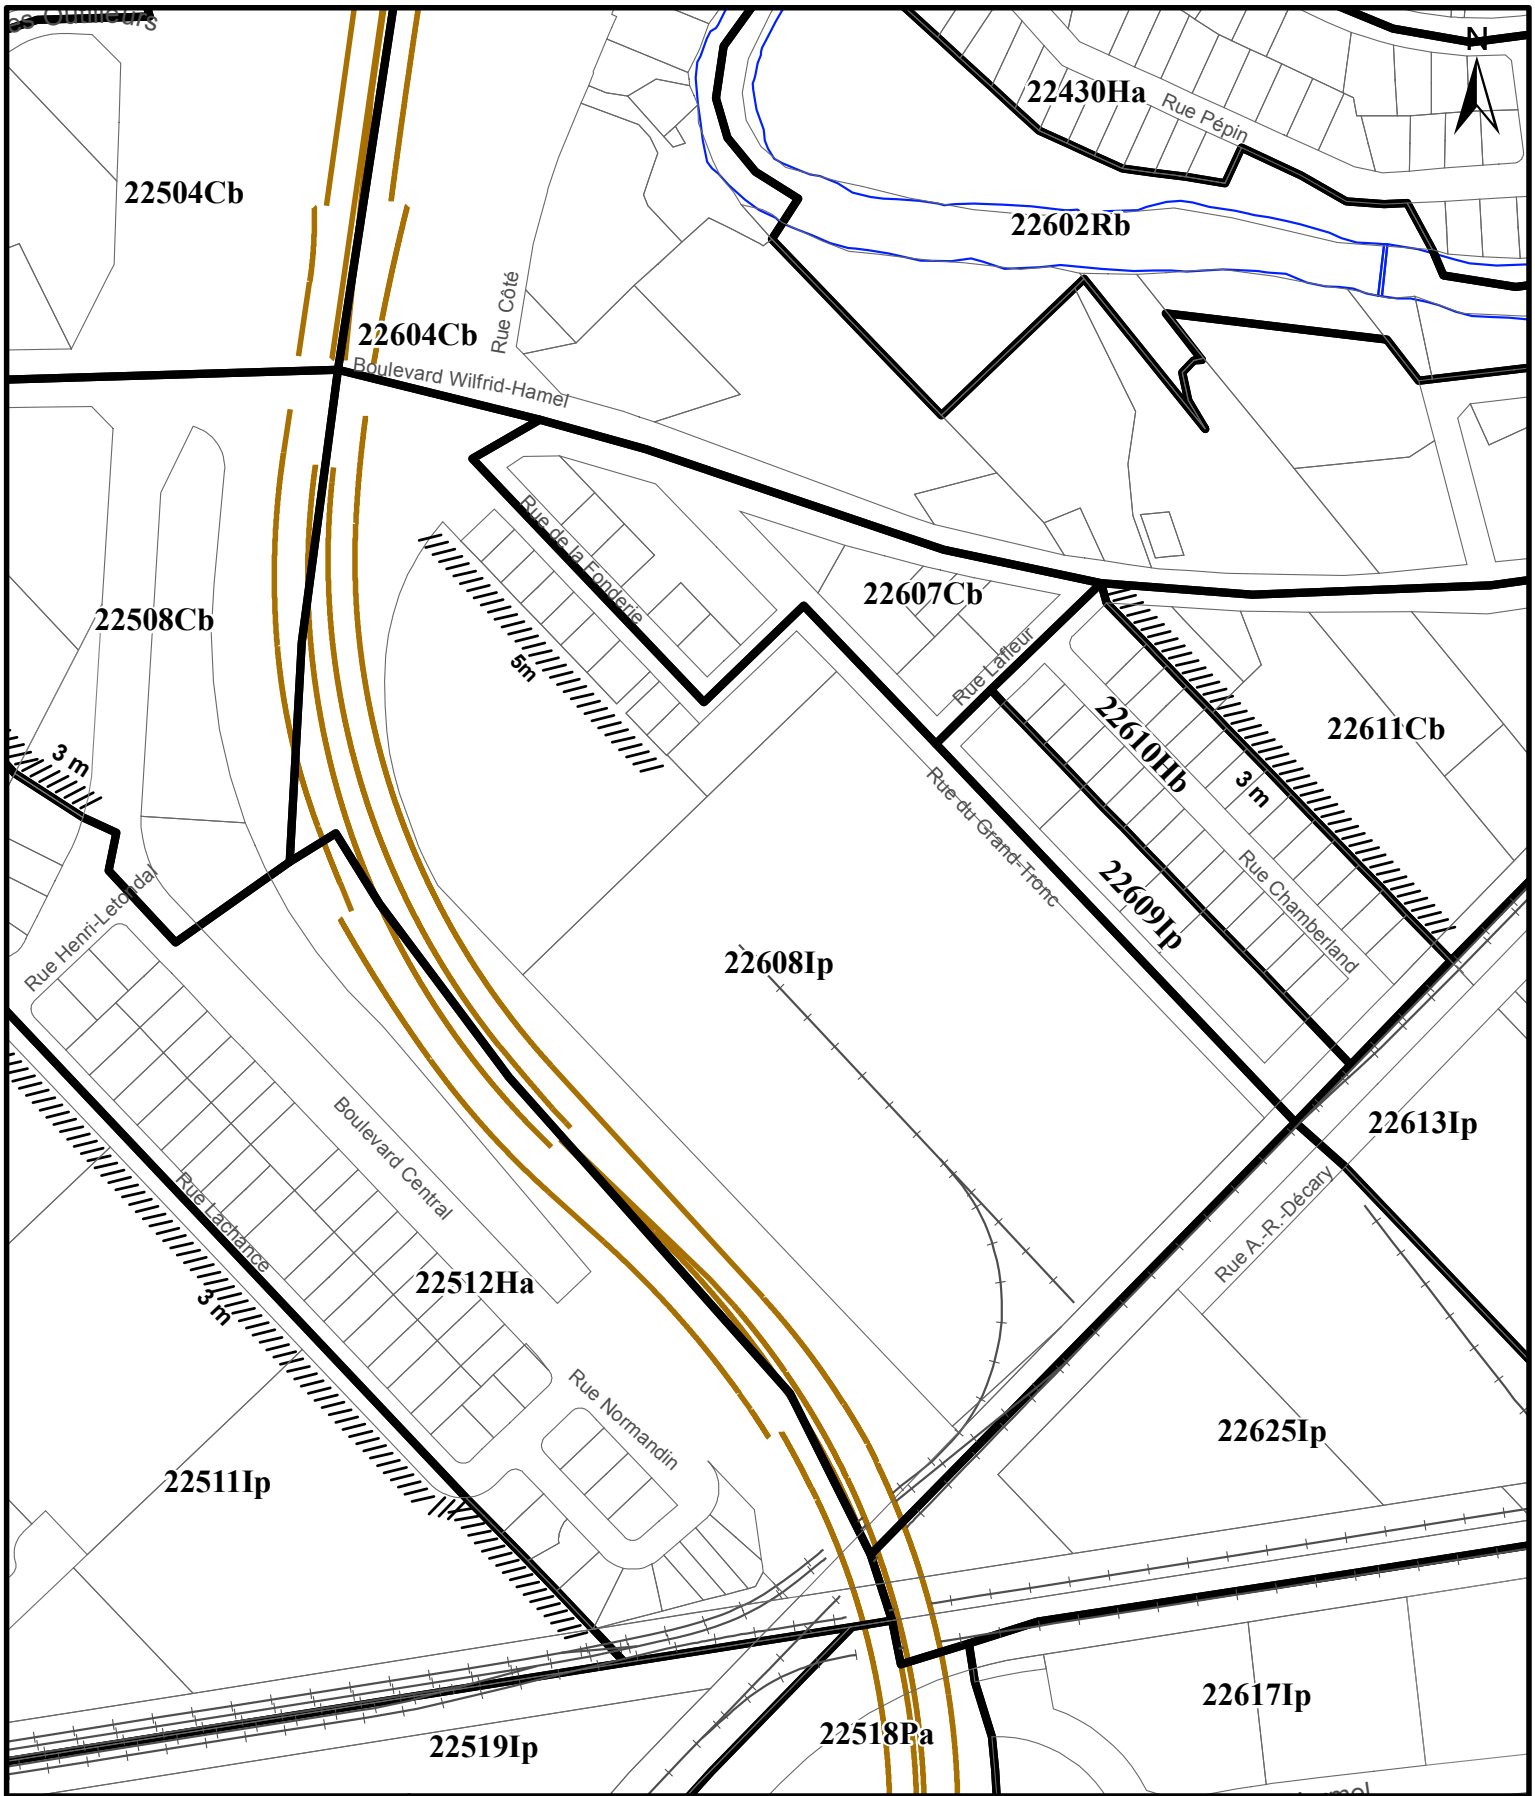 Outilleurs
N
22430Ha
Rue Pépin
22504Cb
22602Rb
Rue Côté
22604Cb
Boulevard Wilfrid-Hamel
Rue de la Fonderie
22607Cb
22508Cb
5m
Rue Lafleur
22610Hb
22611Cb
3 m
3 m
Rue du Grand-Tronc
Rue Chamberland
22609Ip
Rue Henri-Letondal
22608Ip
22613Ip
Boulevard Central
Rue Lachance
Rue A.-R.-Décary
22512Ha
3 m
Rue Normandin
22625Ip
22511Ip
22617Ip
22518Pa
22519Ip